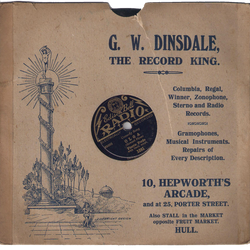 G. W. DINSDALE,
THE RECORD KING.
Columbia, Regal,
Winner, Zonophone,
Sterno and Radio
Records.
Gramophones,
Musical Instruments.
Repairs of
Every Description.
RADIO
10, HEPWORTH'S
ARCADE,
and at 25, PORTER STREET.
Also STALL in the MARKET
opposite FRUIT MARKET.
HULL.